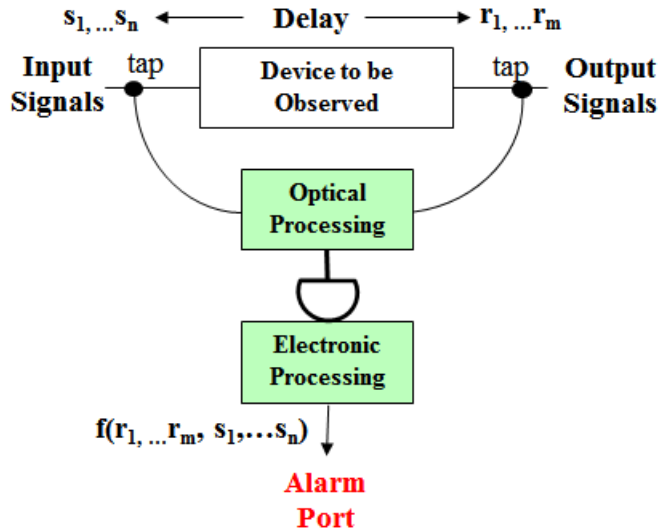 s1, ...sn Delay r1, ...rm
Input
Signals
tap
Device to be
Observed
tap
Output
Signals
Optical
Processing
Electronic
Processing
f(r1, ...rm, s1,...sn)
Alarm
Port